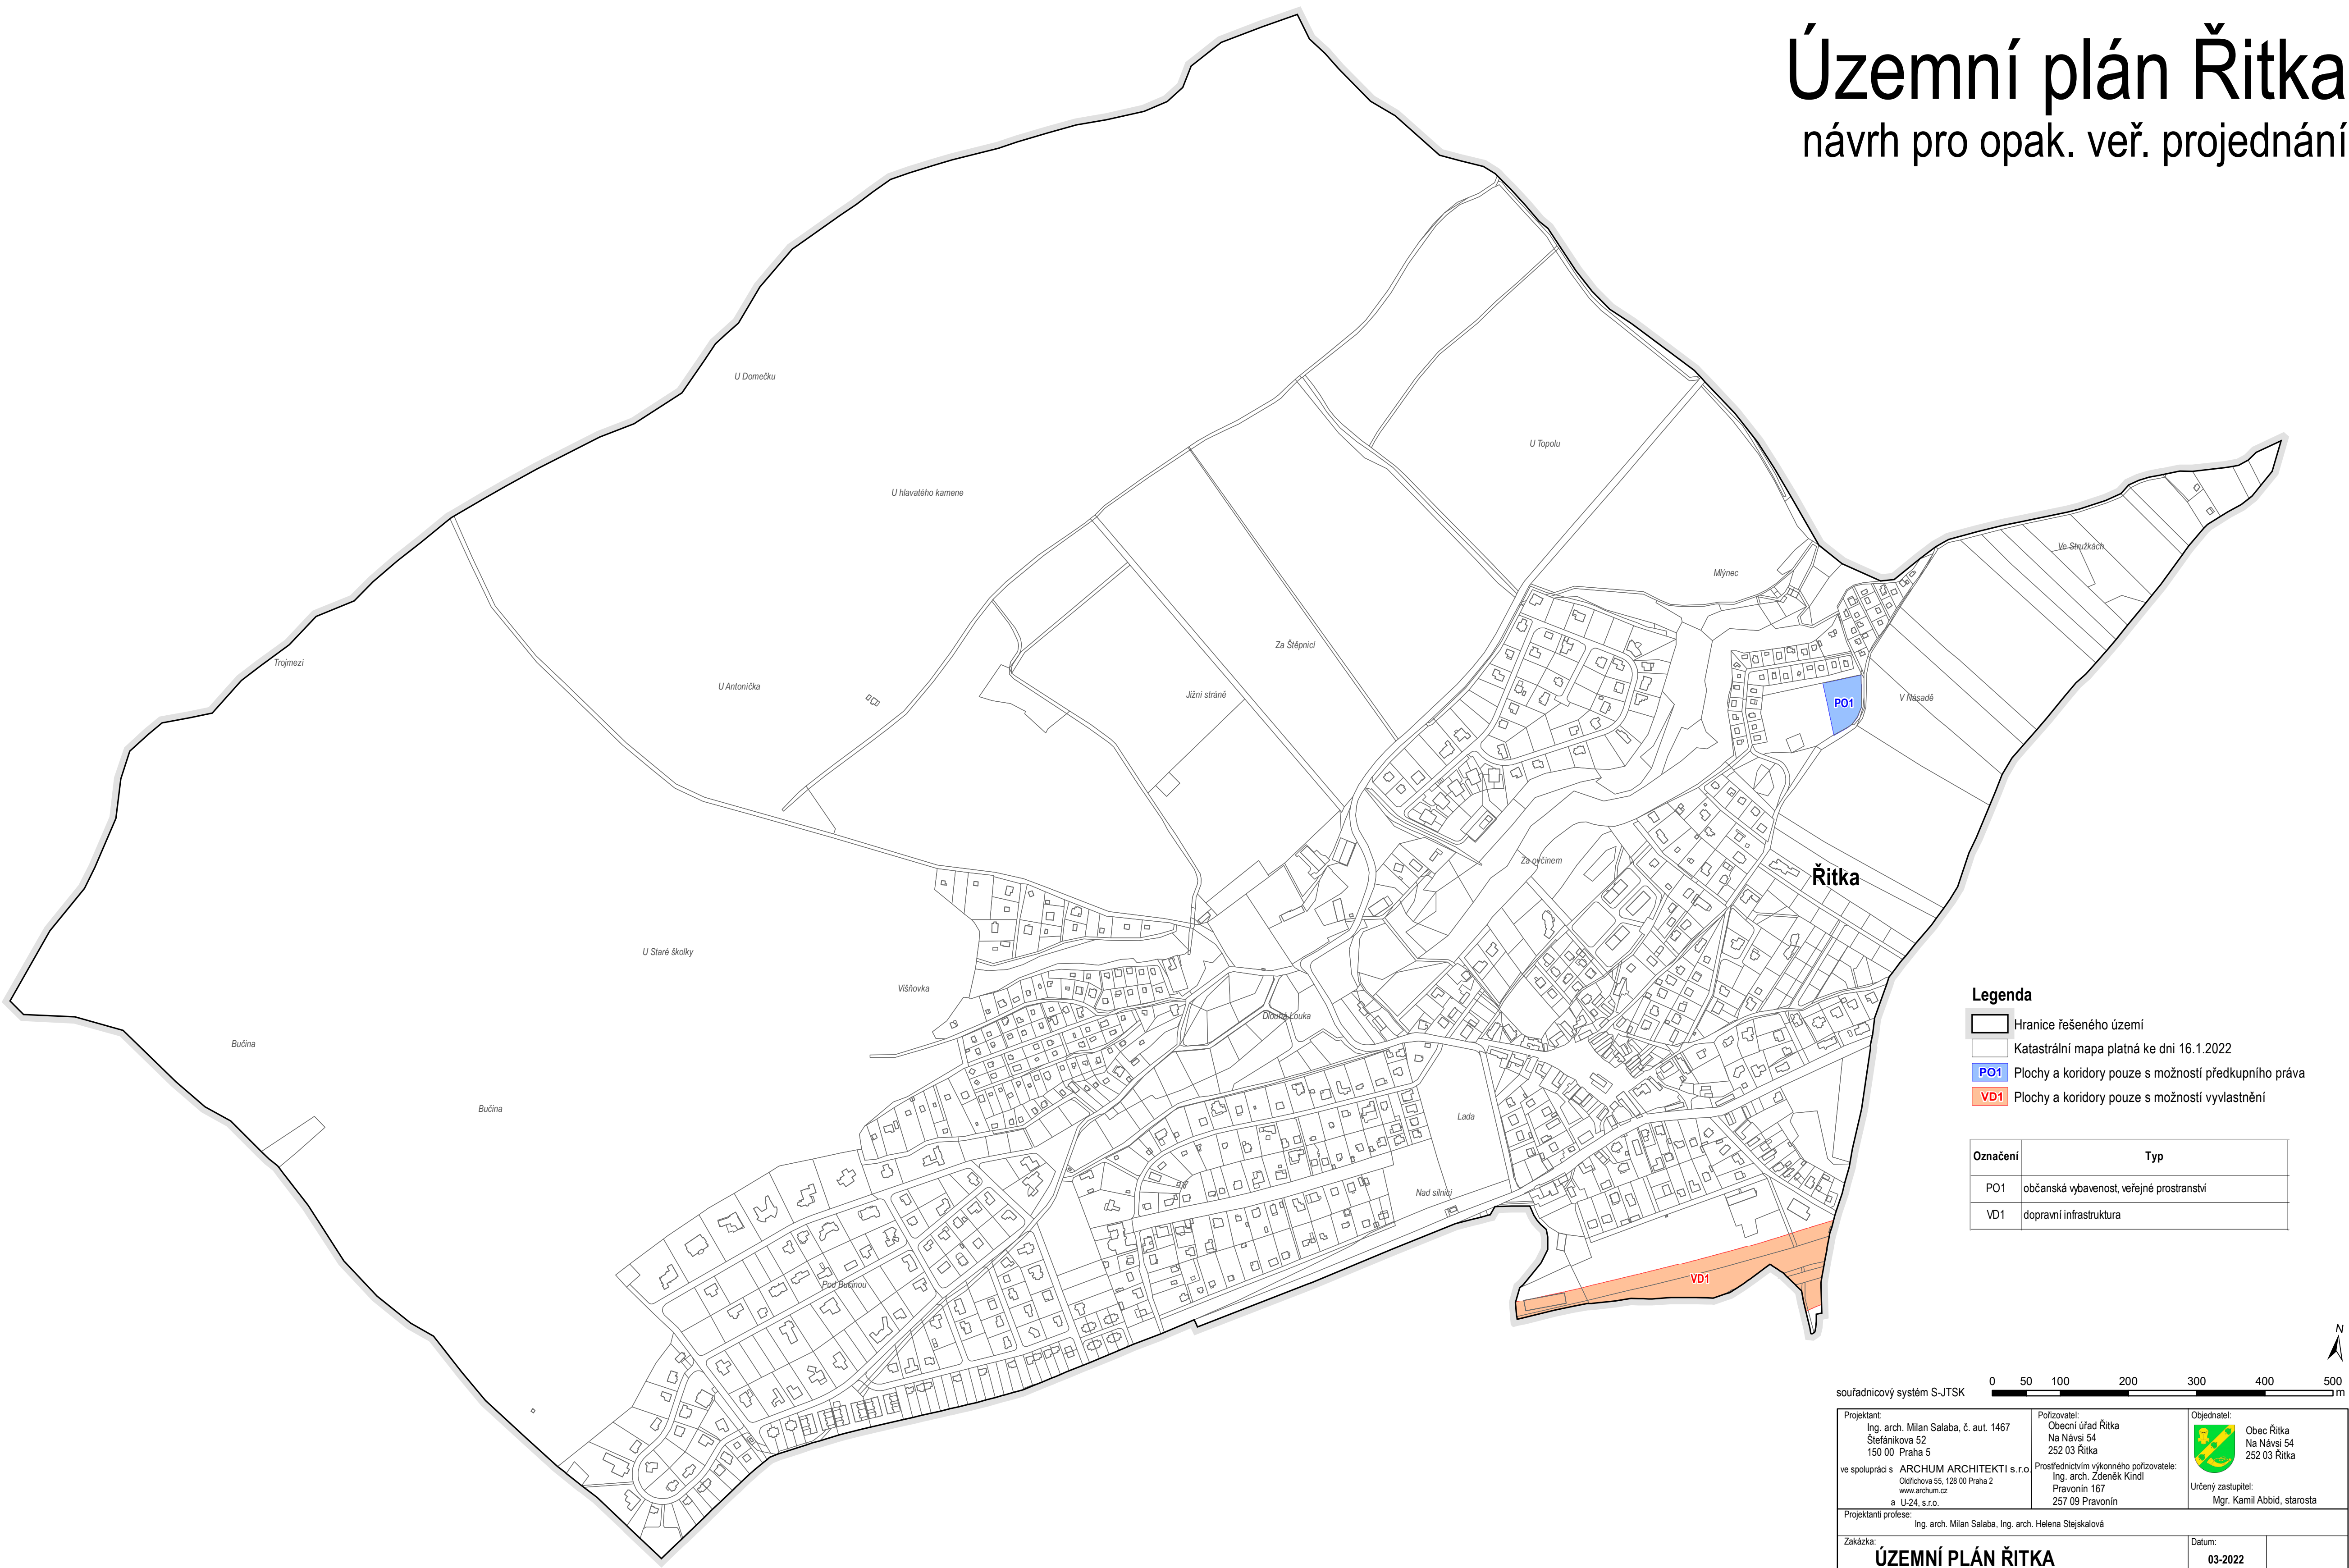 Územní plán Řitka
návrh pro opak. veř. projednání
U Domečku
U Topolu
U hlavatého kamene
Ve Stružkách
Mlýnec
Za Štěpnicí
Trojmezí
U Antoníčka
Jižní stráně
V Násadě
PO1
Za ovčínem
Řitka
U Staré školky
Višňovka
Dlouhá Louka
Bučina
Bučina
Lada
Nad silnicí
Pod Bučinou
VD1
Legenda
Hranice řešeného území
Katastrální mapa platná ke dni 16.1.2022
PO1 Plochy a koridory pouze s možností předkupního práva
VD1 Plochy a koridory pouze s možností vyvlastnění
Označení Typ
PO1 občanská vybavenost, veřejné prostranství
VD1 dopravní infrastruktura
N
souřadnicový systém S-JTSK
0 50 100 200 300 400 500
m
Projektant:
Ing. arch. Milan Salaba, č. aut. 1467
Štefánikova 52
150 00 Praha 5
ve spolupráci s ARCHUM ARCHITEKTI s.r.o.
Oldřichova 55, 128 00 Praha 2
www.archum.cz
a U-24, s.r.o.
Pořizovatel:
Obecní úřad Řitka
Na Návsi 54
252 03 Řitka
Prostřednictvím výkonného pořizovatele:
Ing. arch. Zdeněk Kindl
Pravonín 167
257 09 Pravonín
Objednatel:
Obec Řitka
Na Návsi 54
252 03 Řitka
Určený zastupitel:
Mgr. Kamil Abbid, starosta
Projektanti profese:
Ing. arch. Milan Salaba, Ing. arch. Helena Stejskalová
Zakázka:
ÚZEMNÍ PLÁN ŘITKA
Datum:
03-2022